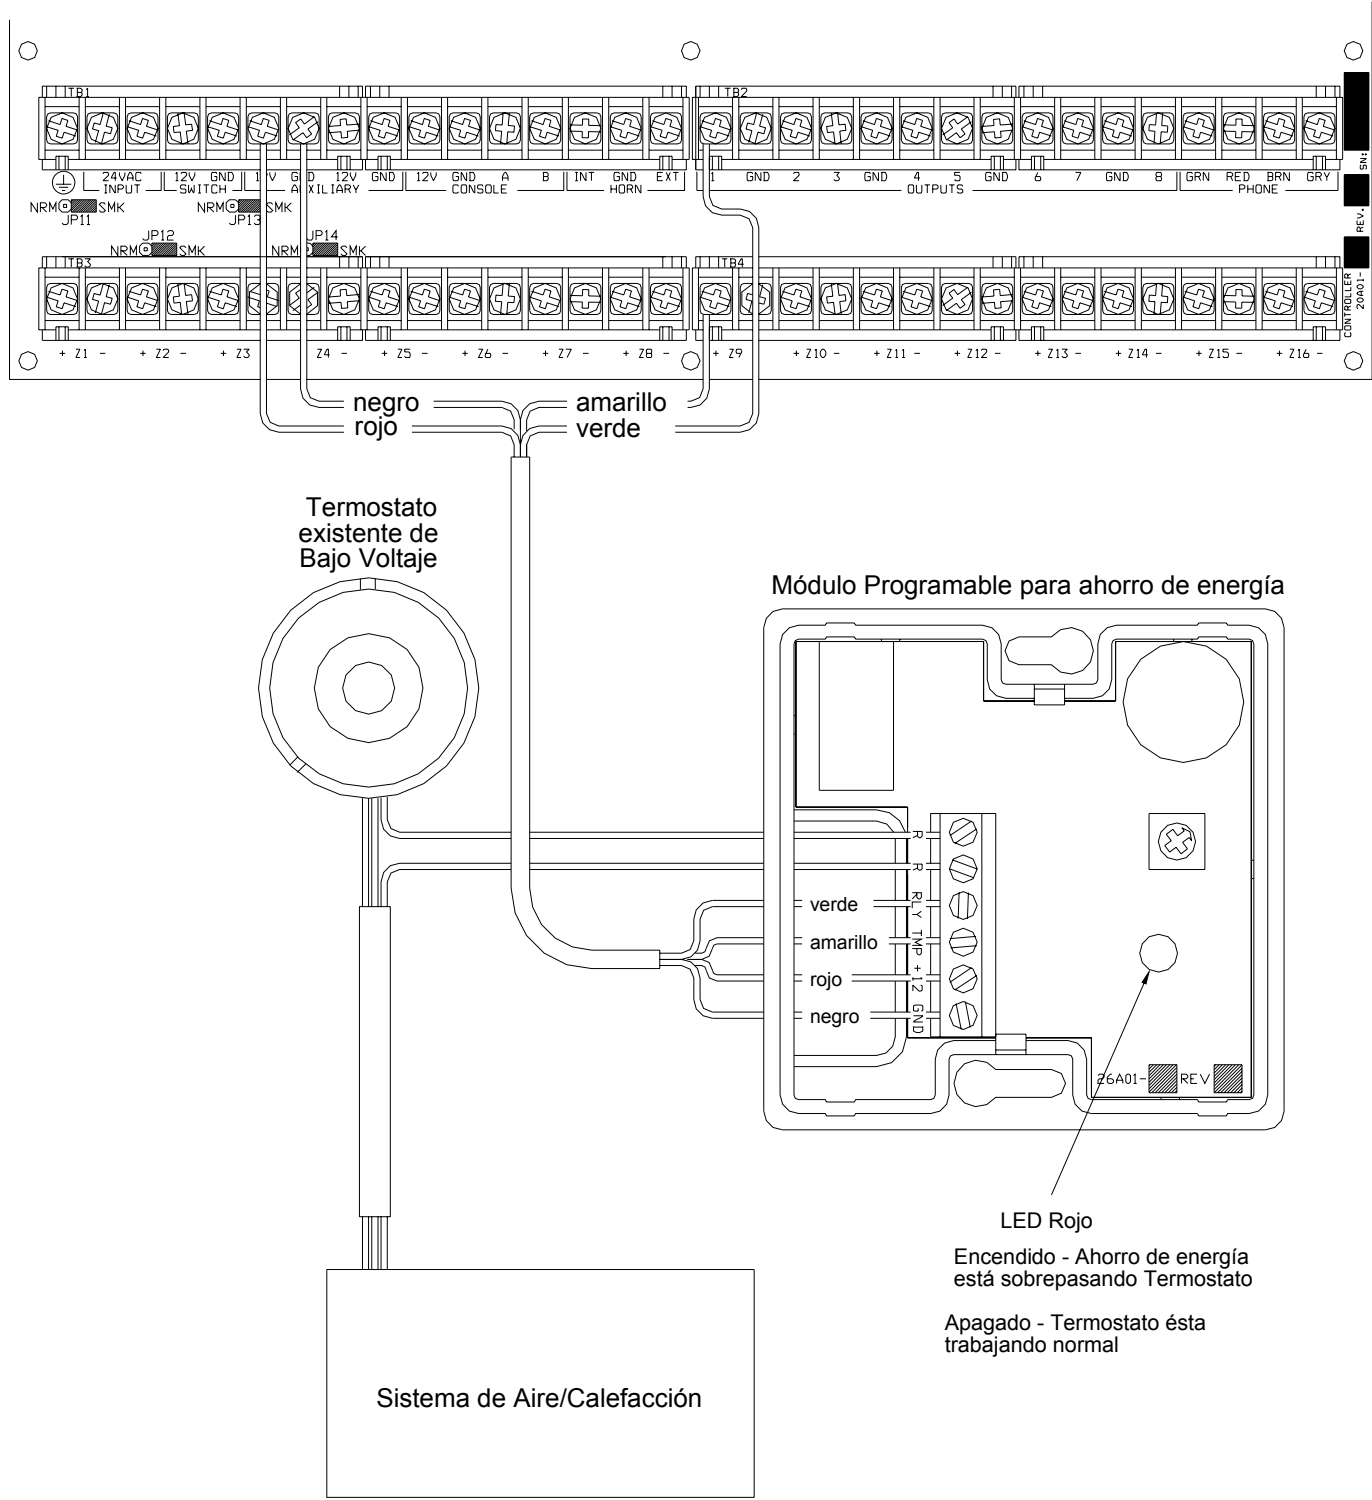 TB1
TB2
24VAC 12V GND 12V GND 12V GND 12V GND A B INT GND EXT 1 GND 2 3 GND 4 5 GND 6 7 GND 8 GRN RED BRN GRY
INPUT SWITCH AUXILIARY CONSOLE HORN OUTPUTS PHONE
SN:
REV.
CONTROLLER
20A01-
NRM SMK
JP11
NRM SMK
JP13
JP12
NRM SMK
JP14
NRM SMK
TB3
TB4
+ Z1 - + Z2 - + Z3 Z4 - + Z5 - + Z6 - + Z7 - + Z8 - + Z9 + Z10 - + Z11 - + Z12 - + Z13 - + Z14 - + Z15 - + Z16 -
negro
rojo
amarillo
verde
Termostato
existente de
Bajo Voltaje
Módulo Programable para ahorro de energía
R
R
verde RLY
amarillo TMP
rojo +12
negro GND
26A01- REV
LED Rojo
Encendido - Ahorro de energía
está sobrepasando Termostato
Apagado - Termostato ésta
trabajando normal
Sistema de Aire/Calefacción